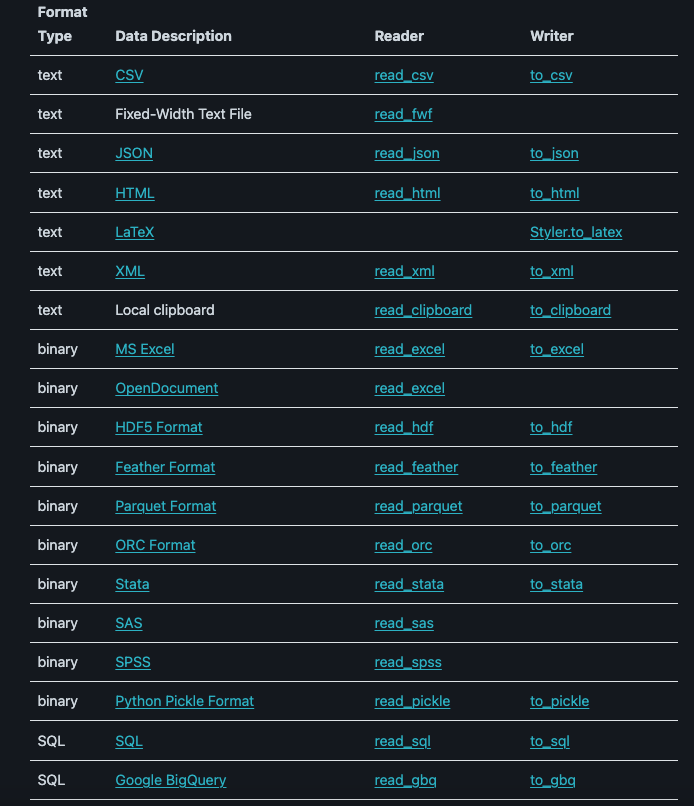 Format
Type Data Description Reader Writer
text CSV read_csv to_csv
text Fixed-Width Text File read_fwf
text JSON read_json to_json
text HTML read_html to_html
text LaTeX Styler.to_latex
text XML read_xml to_xml
text Local clipboard read_clipboard to_clipboard
binary MS Excel read_excel to_excel
binary OpenDocument read_excel
binary HDF5 Format read_hdf to_hdf
binary Feather Format read_feather to_feather
binary Parquet Format read_parquet to_parquet
binary ORC Format read_orc to_orc
binary Stata read_stata to_stata
binary SAS read_sas
binary SPSS read_spss
binary Python Pickle Format read_pickle to_pickle
SQL SQL read_sql to_sql
SQL Google BigQuery read_gbq to_gbq